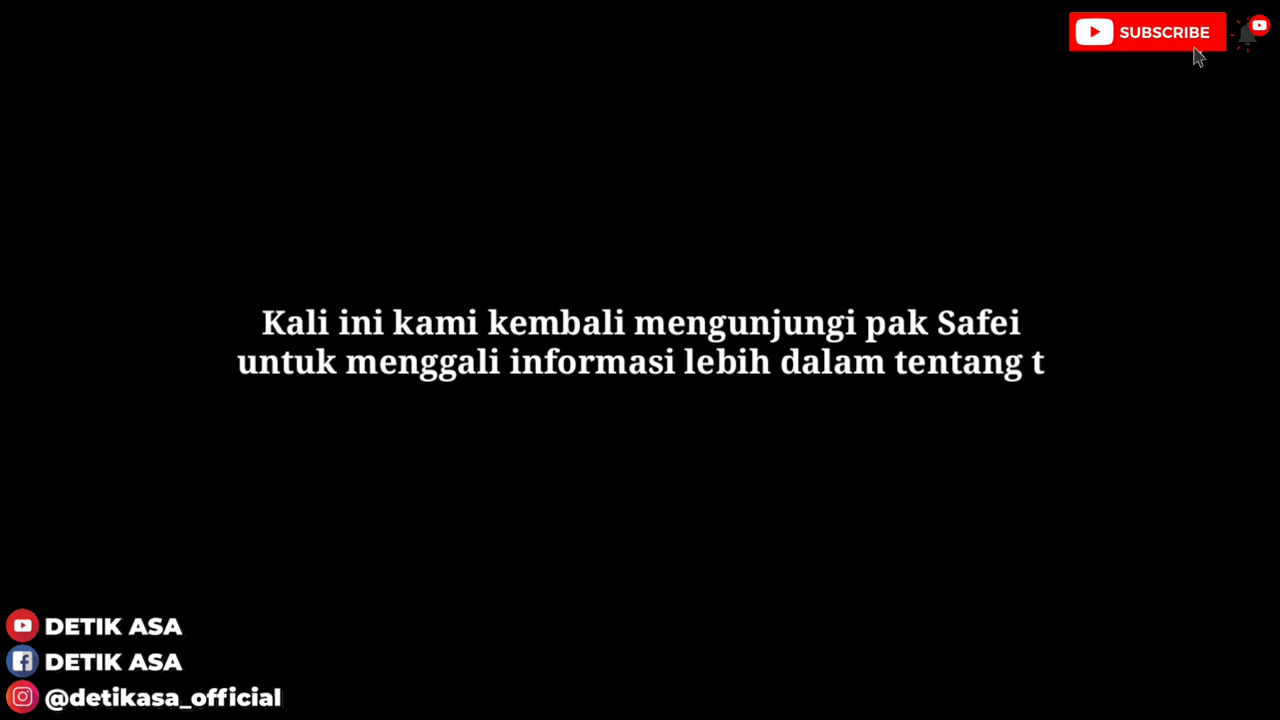 SUBSCRIBE
Kali ini kami kembali mengunjungi pak Safei
untuk menggali informasi lebih dalam tentang t
DETIK ASA
DETIK ASA
@detikasa_official